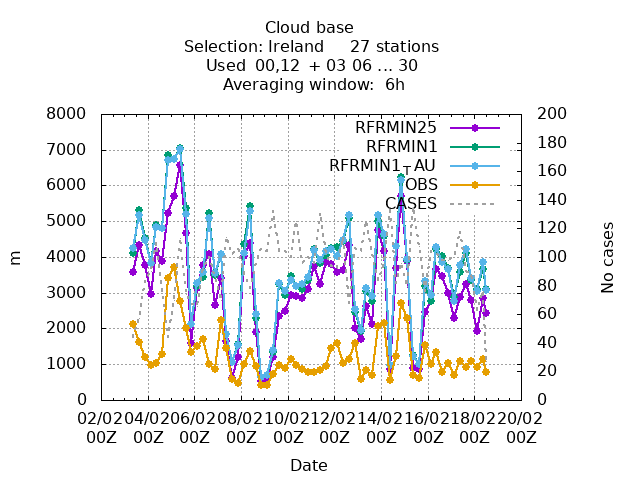 Cloud base
Selection: Ireland 27 stations
Used 00,12 + 03 06 ... 30
Averaging window: 6h
8000
7000
6000
5000
4000
3000
2000
1000
0
m
200
180
160
140
120
100
80
60
40
20
0
No cases
RFRMIN25
RFRMIN1
RFRMIN1_AU
OBS
CASES
02/02 04/02 06/02 08/02 10/02 12/02 14/02 16/02 18/02 20/02
00Z 00Z 00Z 00Z 00Z 00Z 00Z 00Z 00Z 00Z
Date